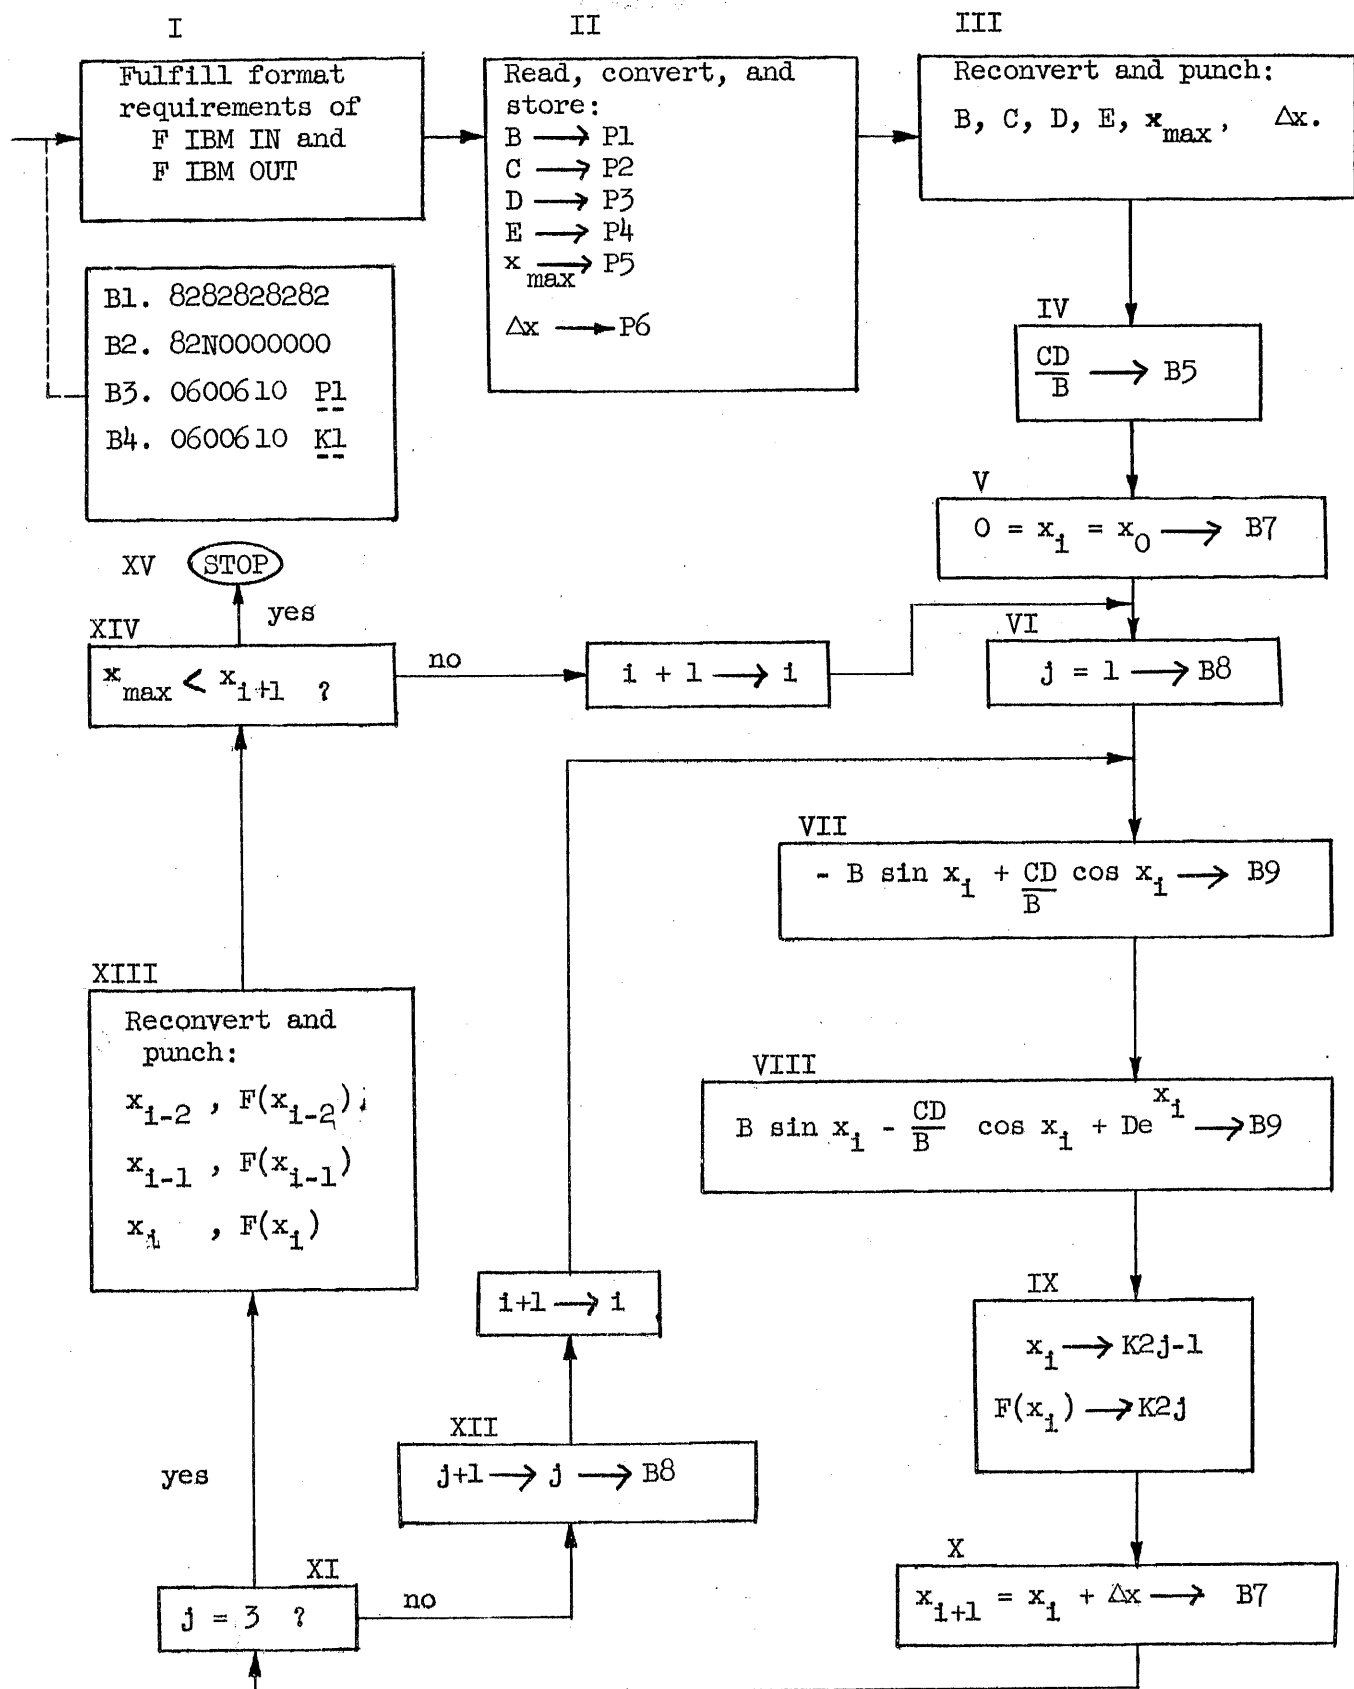 I
Fulfill format
requirements of
F IBM IN and
F IBM OUT
B1. 8282828282
B2. 82N0000000
B3. 0600610 P1
B4. 0600610 K1
II
Read, convert, and
store:
B → P1
C → P2
D → P3
E → P4
x max → P5
Δx → P6
III
Reconvert and punch:
B, C, D, E, x max, Δx.
IV
CD/B → B5
V
0 = x_i = x_0 → B7
VI
j = 1 → B8
VII
- B sin x_i + CD/B cos x_i → B9
VIII
B sin x_i - CD/B cos x_i + De^x_i → B9
IX
x_i → K2j-1
F(x_i) → K2j
X
x_i+1 = x_i + Δx → B7
XI
j = 3 ?
no
yes
XII
j+1 → j → B8
i+1 → i
XIII
Reconvert and
punch:
x_i-2 , F(x_i-2);
x_i-1 , F(x_i-1)
x_i , F(x_i)
XIV
x max < x_i+1 ?
no
i + 1 → i
yes
XV STOP